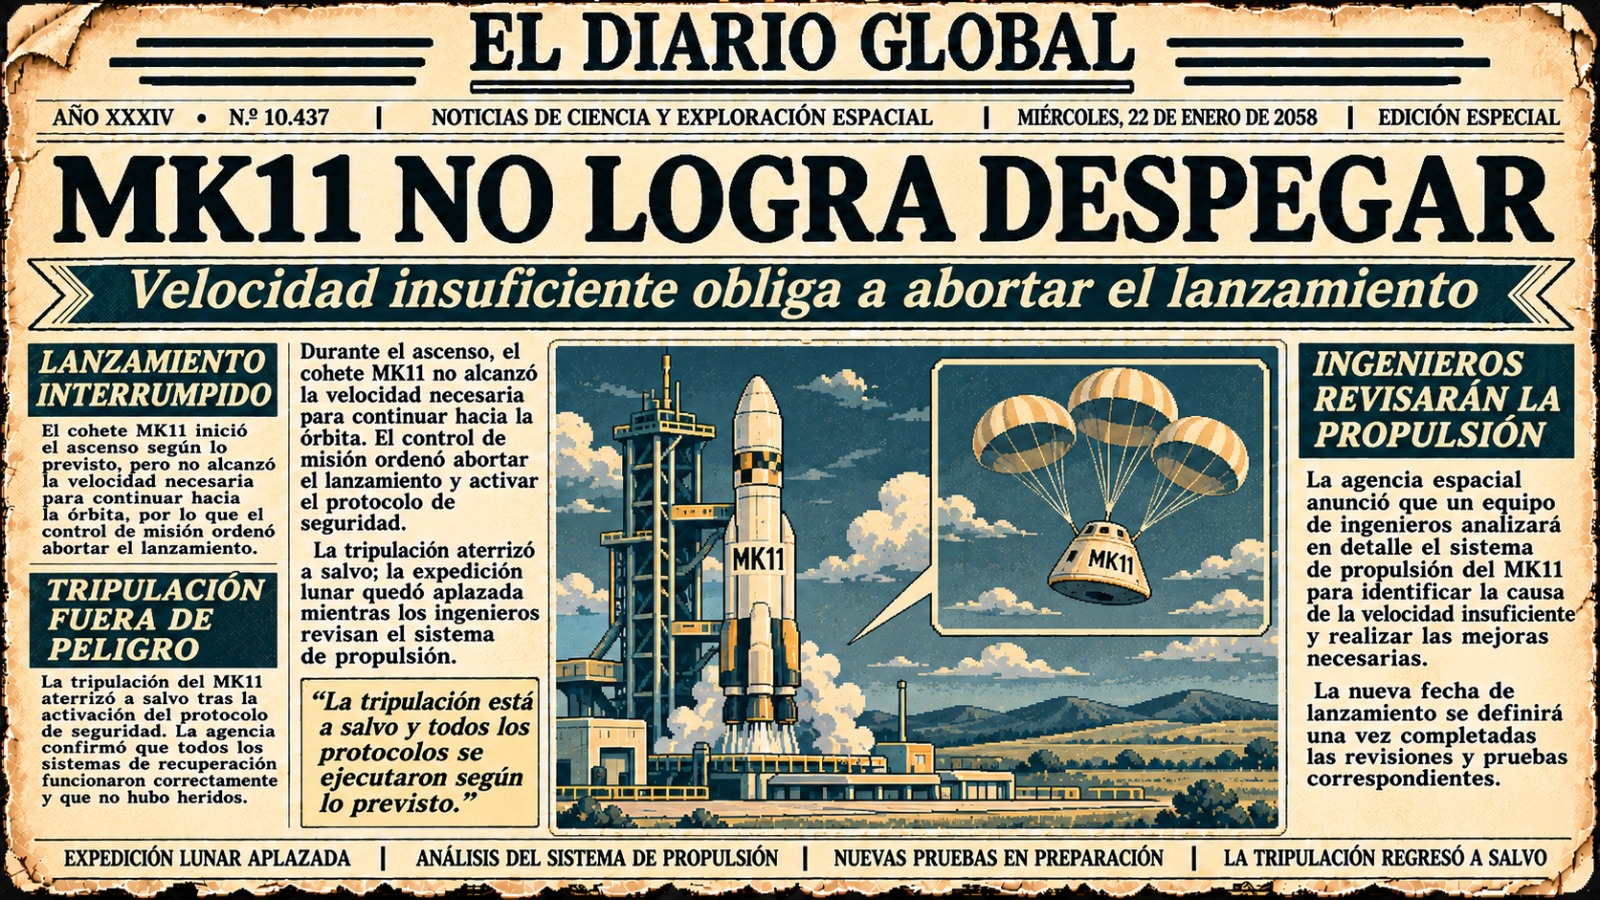 EL DIARIO GLOBAL
AÑO XXXIV • N.º 10.437 | NOTICIAS DE CIENCIA Y EXPLORACIÓN ESPACIAL | MIÉRCOLES, 22 DE ENERO DE 2058 | EDICIÓN ESPECIAL
MK11 NO LOGRA DESPEGAR
Velocidad insuficiente obliga a abortar el lanzamiento
LANZAMIENTO
INTERRUMPIDO
El cohete MK11 inició
el ascenso según lo
previsto, pero no alcanzó
la velocidad necesaria
para continuar hacia
la órbita, por lo que el
control de misión ordenó
abortar el lanzamiento.
TRIPULACIÓN
FUERA DE
PELIGRO
La tripulación del MK11
aterrizó a salvo tras la
activación del protocolo
de seguridad. La agencia
confirmó que todos los
sistemas de recuperación
funcionaron correctamente
y que no hubo heridos.
Durante el ascenso, el
cohete MK11 no alcanzó
la velocidad necesaria
para continuar hacia la
órbita. El control de
misión ordenó abortar
el lanzamiento y activar
el protocolo de
seguridad.
La tripulación aterrizó
a salvo; la expedición
lunar quedó aplazada
mientras los ingenieros
revisan el sistema
de propulsión.
“La tripulación está
a salvo y todos los
protocolos se
ejecutaron según
lo previsto.”
MK11
MK11
INGENIEROS
REVISARÁN LA
PROPULSIÓN
La agencia espacial
anunció que un equipo
de ingenieros analizará
en detalle el sistema
de propulsión del MK11
para identificar la causa
de la velocidad insuficiente
y realizar las mejoras
necesarias.
La nueva fecha de
lanzamiento se definirá
una vez completadas
las revisiones y pruebas
correspondientes.
EXPEDICIÓN LUNAR APLAZADA | ANÁLISIS DEL SISTEMA DE PROPULSIÓN | NUEVAS PRUEBAS EN PREPARACIÓN | LA TRIPULACIÓN REGRESÓ A SALVO